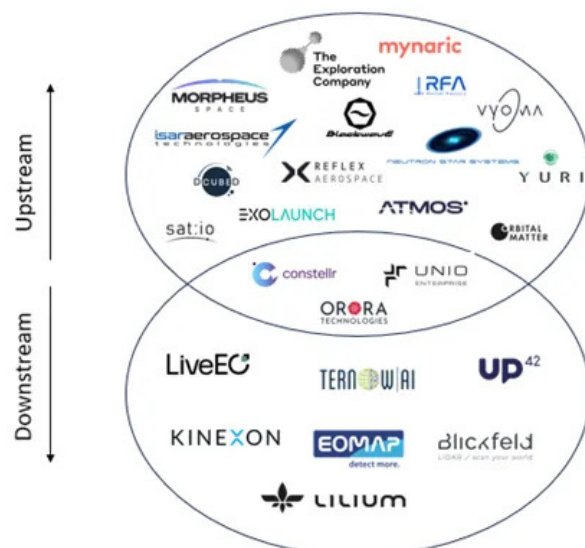 The
Exploration
Company
mynaric
MORPHEUS
SPACE
RFA
VYOMA
isaraerospace
technologies
Blackwave
NEUTRON STAR SYSTEMS
YURI
DCUBED
REFLEX
AEROSPACE
EXOLAUNCH
ATMOS
sat:io
ORBITAL
MATTER
Upstream
constellr
UNIO
ENTERPRISE
ORORA
TECHNOLOGIES
Downstream
LiveEO
TERNOW|AI
UP42
KINEXON
EOMAP
detect more.
Blickfeld
LIDAR / scan your world
LILIUM